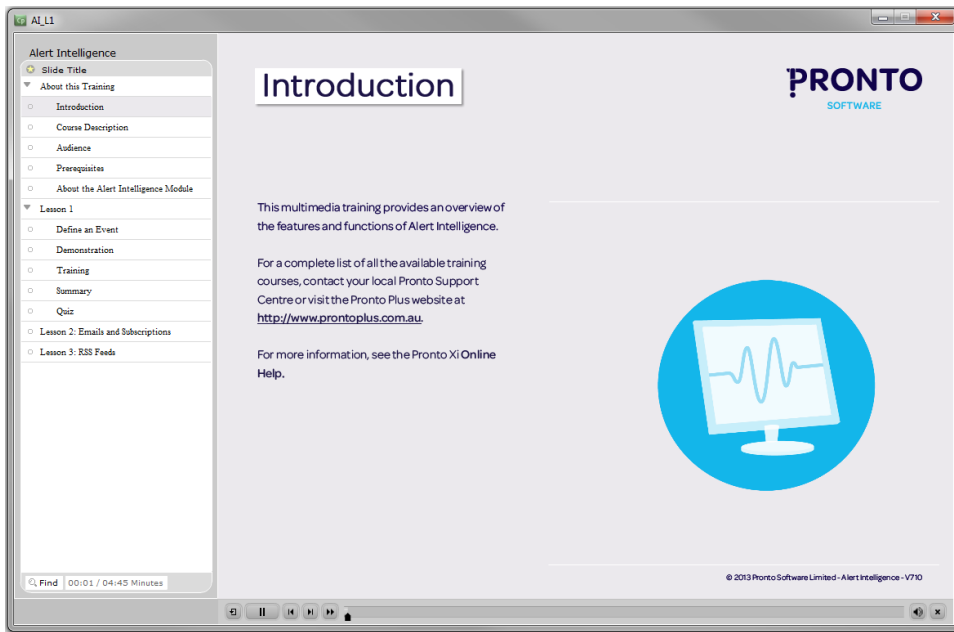 AI_L1
Alert Intelligence
Slide Title
About this Training
Introduction
Course Description
Audience
Prerequisites
About the Alert Intelligence Module
Lesson 1
Define an Event
Demonstration
Training
Summary
Quiz
Lesson 2: Emails and Subscriptions
Lesson 3: RSS Feeds
Find 00:01 / 04:45 Minutes
Introduction
PRONTO
SOFTWARE
This multimedia training provides an overview of
the features and functions of Alert Intelligence.
For a complete list of all the available training
courses, contact your local Pronto Support
Centre or visit the Pronto Plus website at
http://www.prontoplus.com.au.
For more information, see the Pronto Xi Online
Help.
© 2013 Pronto Software Limited - Alert Intelligence - V710